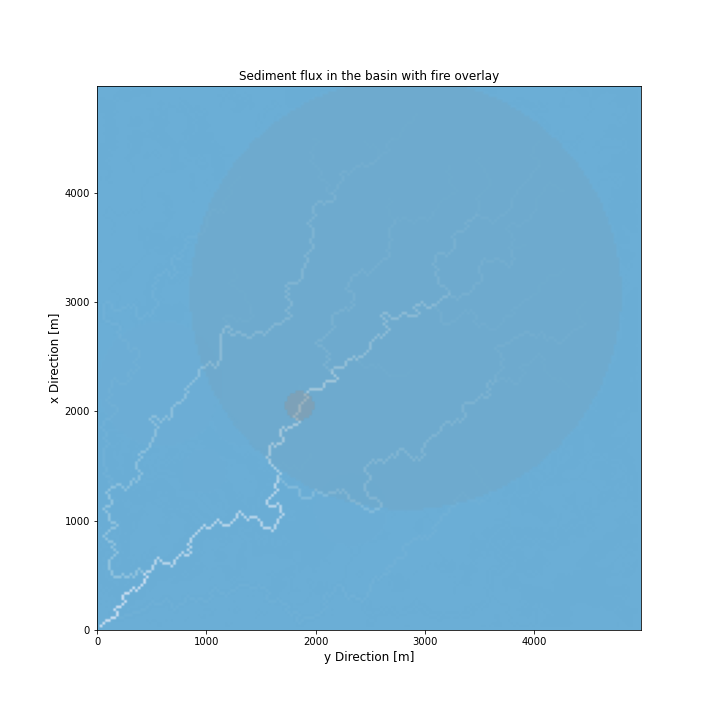 Sediment flux in the basin with fire overlay
4000
3000
2000
1000
0
x Direction [m]
0 1000 2000 3000 4000
y Direction [m]